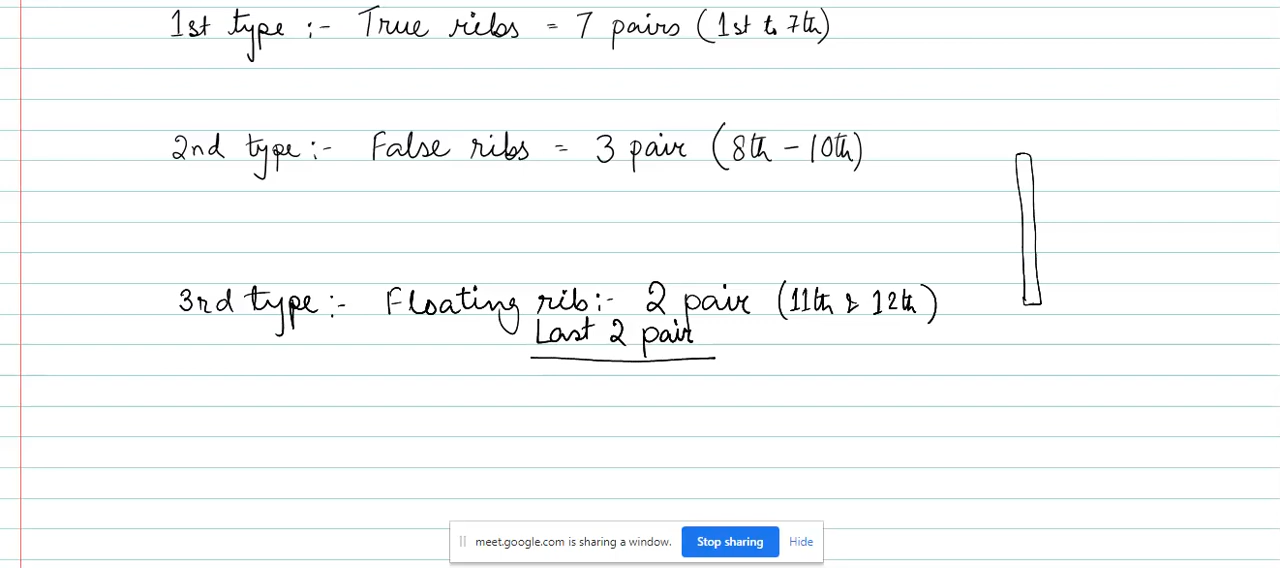 1st type :- True ribs = 7 pairs (1st to 7th)
2nd type :- False ribs = 3 pair (8th - 10th)
3rd type :- Floating rib :- 2 pair (11th & 12th)
Last 2 pair
meet.google.com is sharing a window. Stop sharing Hide